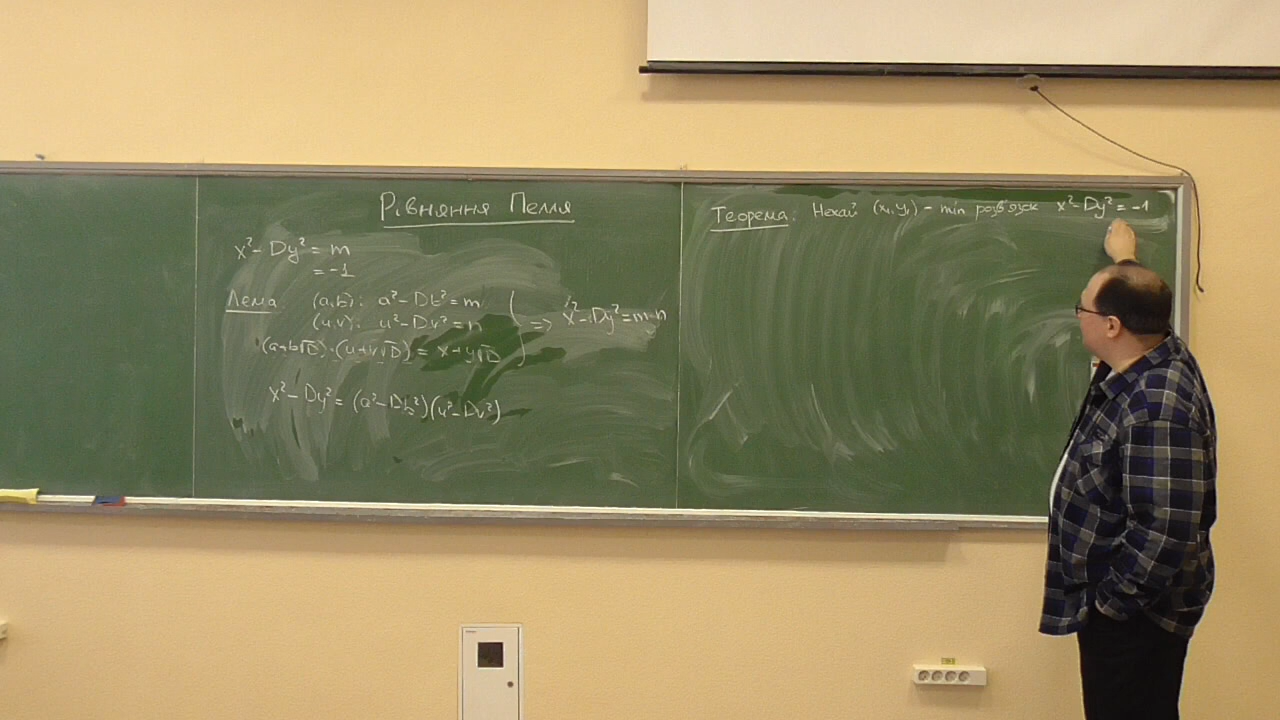 Рівняння Пелля
x² - Dy² = m
= -1
Лема: (a,b): a² - Db² = m
(u,v): u² - Dv² = n
(a+b√D)·(u+v√D) = x+y√D
=> x² - Dy² = m·n
x² - Dy² = (a² - Db²)(u² - Dv²)
Теорема: Нехай (x₁,y₁) - min розв'язок x² - Dy² = -1